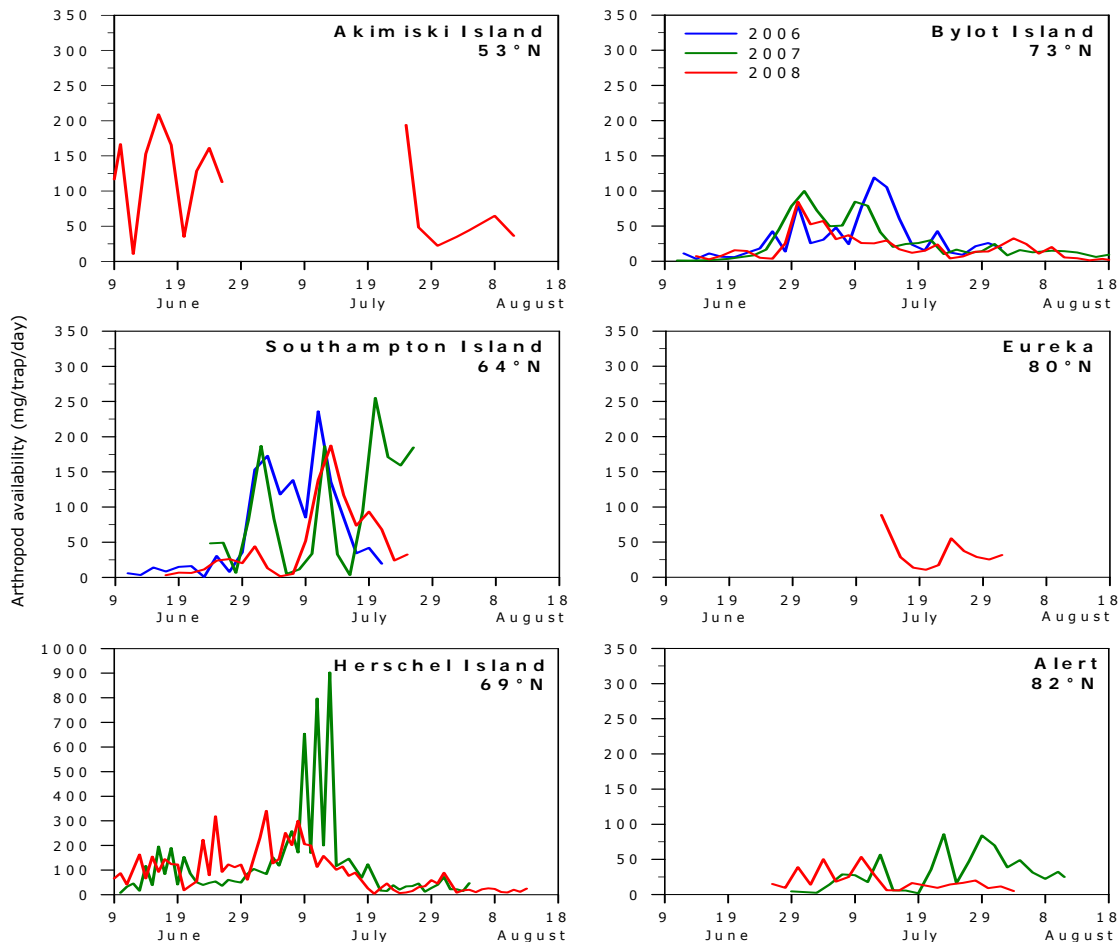 Arthropod availability (mg/trap/day)
Akimiski Island
53°N
350
300
250
200
150
100
50
0
9 19 29 9 19 29 8 18
June July August
Bylot Island
73°N
2006
2007
2008
350
300
250
200
150
100
50
0
9 19 29 9 19 29 8 18
June July August
Southampton Island
64°N
350
300
250
200
150
100
50
0
9 19 29 9 19 29 8 18
June July August
Eureka
80°N
350
300
250
200
150
100
50
0
9 19 29 9 19 29 8 18
June July August
Herschel Island
69°N
1000
900
800
700
600
500
400
300
200
100
0
9 19 29 9 19 29 8 18
June July August
Alert
82°N
350
300
250
200
150
100
50
0
9 19 29 9 19 29 8 18
June July August